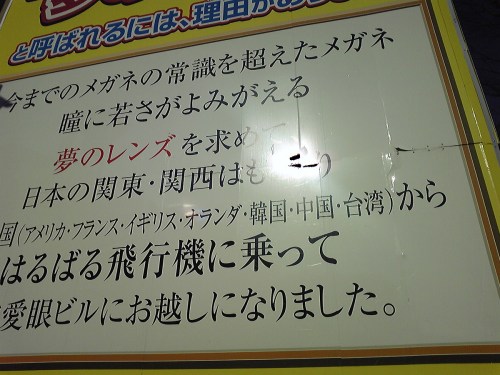 と呼ばれるには、理由があ
今までのメガネの常識を超えたメガネ
瞳に若さがよみがえる
夢のレンズを求めて
日本の関東・関西はも り
国(アメリカ・フランス・イギリス・オランダ・韓国・中国・台湾)から
はるばる飛行機に乗って
愛眼ビルにお越しになりました。